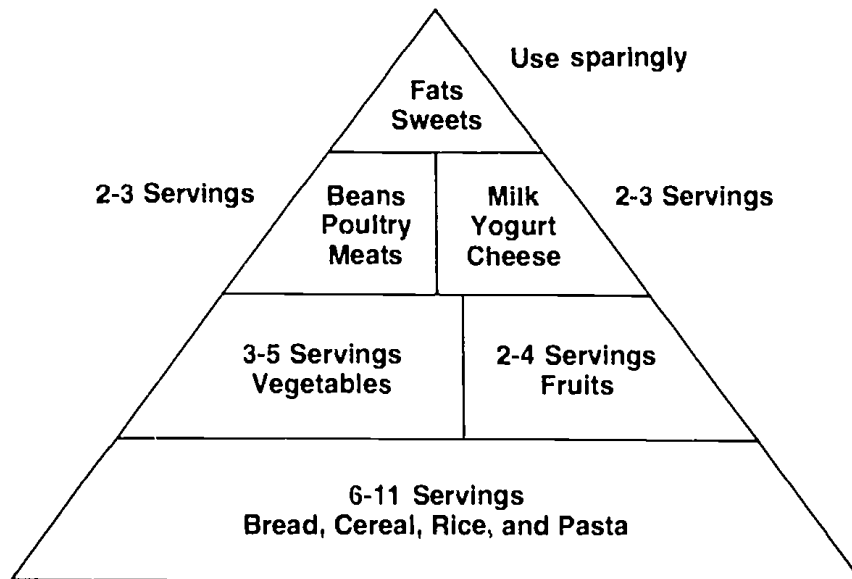 Use sparingly
Fats
Sweets
2-3 Servings
Beans
Poultry
Meats
Milk
Yogurt
Cheese
2-3 Servings
3-5 Servings
Vegetables
2-4 Servings
Fruits
6-11 Servings
Bread, Cereal, Rice, and Pasta